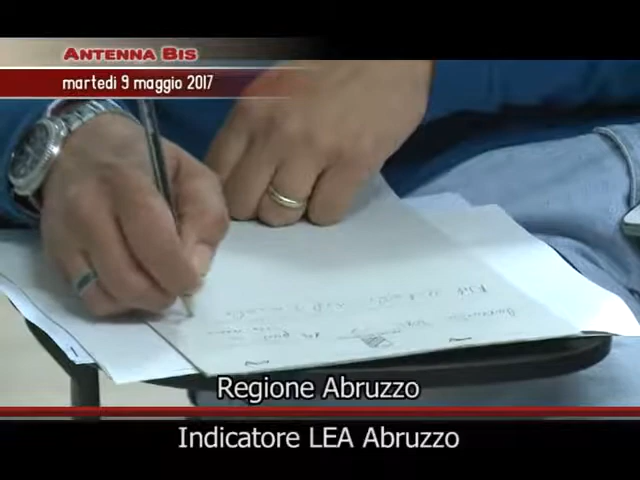 ANTENNA BIS
martedì 9 maggio 2017
Regione Abruzzo
Indicatore LEA Abruzzo